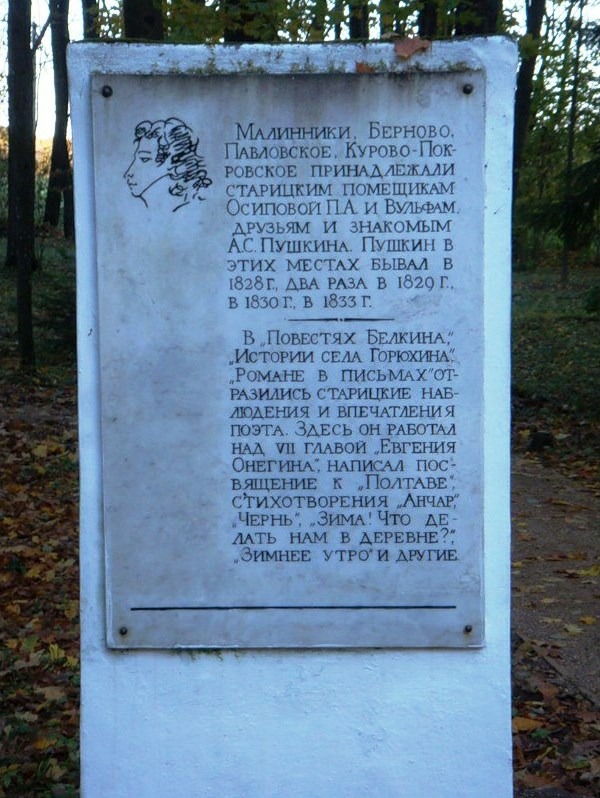 Малинники, Берново,
Павловское, Курово-Пок-
ровское принадлежали
старицким помещикам
Осиповой П.А. и Вульфам,
друзьям и знакомым
А.С. Пушкина. Пушкин в
этих местах бывал в
1828 г., два раза в 1829 г.,
в 1830 г., в 1833 г.
В „Повестях Белкина",
„Истории села Горюхина",
„Романе в письмах" от-
разились старицкие наб-
людения и впечатления
поэта. Здесь он работал
над VII главой „Евгения
Онегина", написал пос-
вящение к „Полтаве",
стихотворения „Анчар",
„Чернь", „Зима! Что де-
лать нам в деревне?",
„Зимнее утро" и другие.